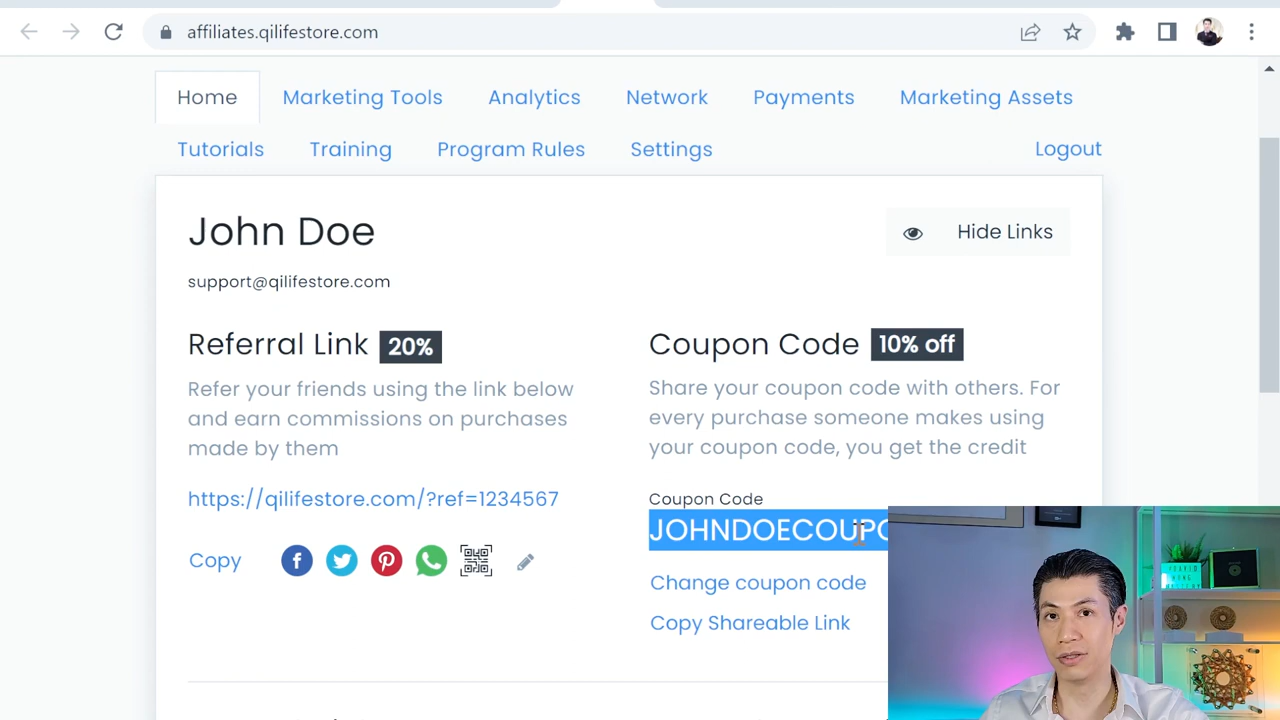 affiliates.qilifestore.com
Home
Marketing Tools
Analytics
Network
Payments
Marketing Assets
Tutorials
Training
Program Rules
Settings
Logout
John Doe
Hide Links
support@qilifestore.com
Referral Link 20%
Refer your friends using the link below
and earn commissions on purchases
made by them
https://qilifestore.com/?ref=1234567
Copy
Coupon Code 10% off
Share your coupon code with others. For
every purchase someone makes using
your coupon code, you get the credit
Coupon Code
JOHNDOECOUPO
Change coupon code
Copy Shareable Link